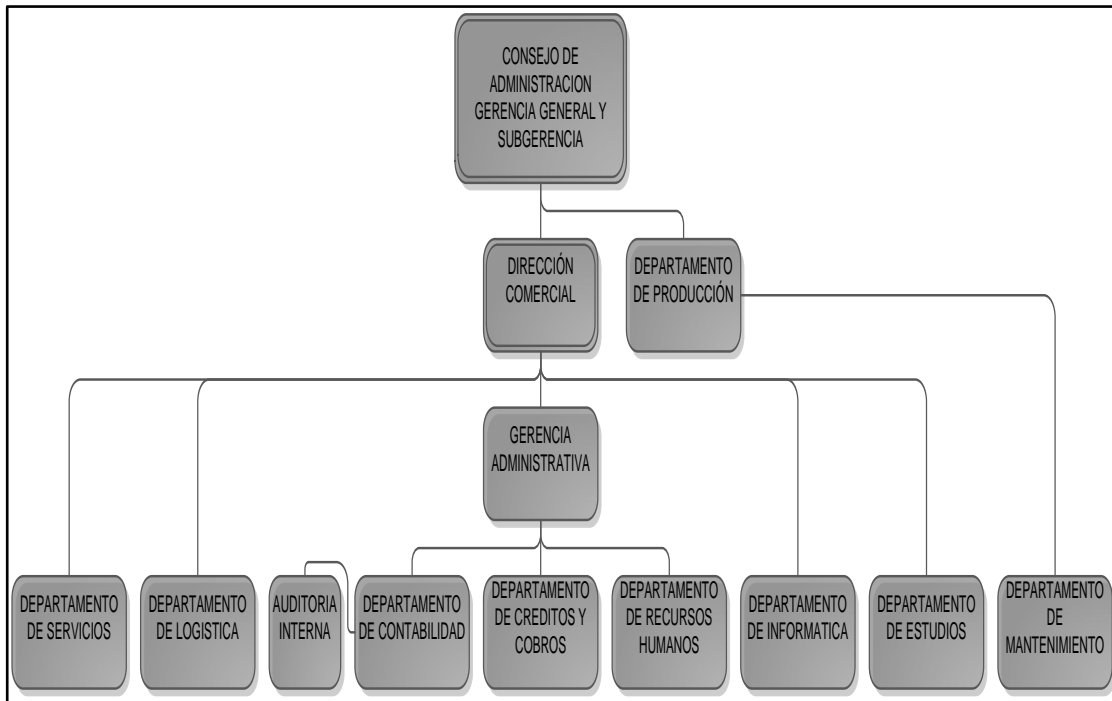 CONSEJO DE
ADMINISTRACION
GERENCIA GENERAL Y
SUBGERENCIA
DIRECCIÓN
COMERCIAL
DEPARTAMENTO
DE PRODUCCIÓN
GERENCIA
ADMINISTRATIVA
DEPARTAMENTO
DE SERVICIOS
DEPARTAMENTO
DE LOGISTICA
AUDITORIA
INTERNA
DEPARTAMENTO
DE CONTABILIDAD
DEPARTAMENTO
DE CREDITOS Y
COBROS
DEPARTAMENTO
DE RECURSOS
HUMANOS
DEPARTAMENTO
DE INFORMATICA
DEPARTAMENTO
DE ESTUDIOS
DEPARTAMENTO
DE
MANTENIMIENTO